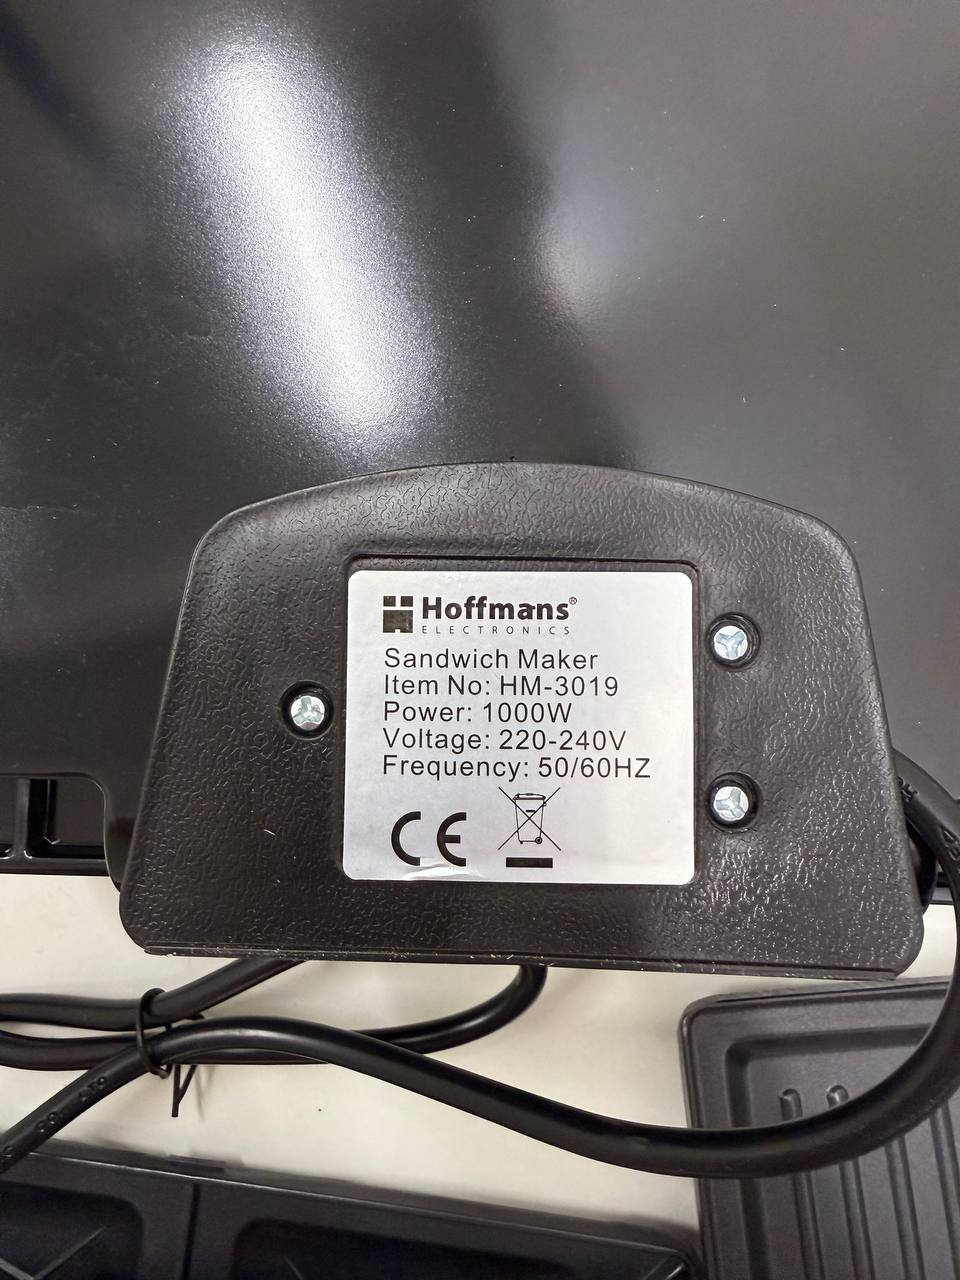 Hoffmans®
ELECTRONICS
Sandwich Maker
Item No: HM-3019
Power: 1000W
Voltage: 220-240V
Frequency: 50/60HZ
CE